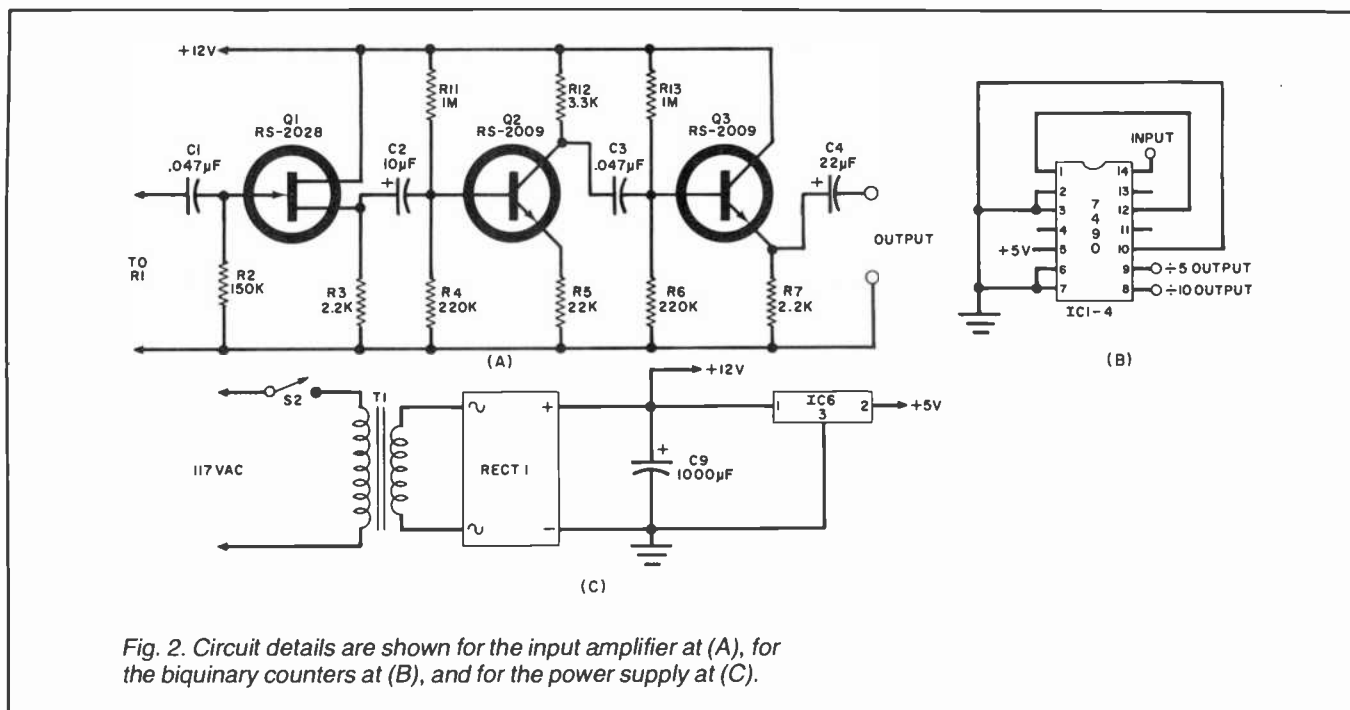 +12V
R11
1M
R12
3.3K
R13
1M
Q1
RS-2028
Q2
RS-2009
Q3
RS-2009
C1
.047µF
C2
10µF
C3
.047µF
C4
22µF
+
+
TO
R1
R2
150K
R3
2.2K
R4
220K
R5
22K
R6
220K
R7
2.2K
OUTPUT
(A)
INPUT
1
2
3
4
5
6
7
14
13
12
11
10
9
8
7
4
9
0
+5V
÷5 OUTPUT
÷10 OUTPUT
IC1-4
(B)
S2
T1
117VAC
∼
∼
RECT 1
+
−
+12V
+
C9
1000µF
1
IC6
3
2
+5V
(C)
Fig. 2. Circuit details are shown for the input amplifier at (A), for
the biquinary counters at (B), and for the power supply at (C).